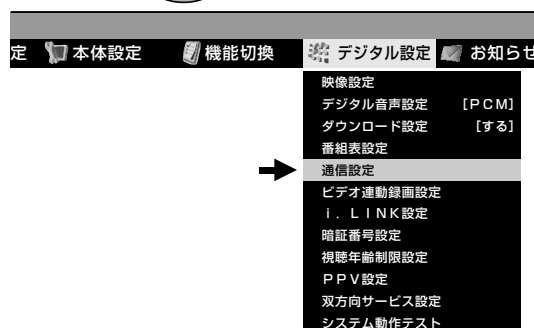 定 本体設定 機能切換 デジタル設定 お知らせ
映像設定
デジタル音声設定 [PCM]
ダウンロード設定 [する]
番組表設定
通信設定
ビデオ連動録画設定
i．LINK設定
暗証番号設定
視聴年齢制限設定
PPV設定
双方向サービス設定
システム動作テスト